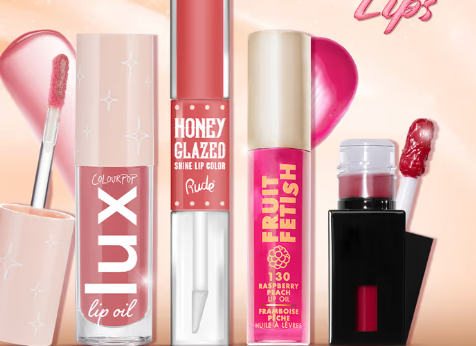 Lips
COLOURPOP
lux
lip oil
HONEY
GLAZED
SHINE LIP COLOR
Rude
FRUIT
FETISH
130
RASPBERRY
PEACH
LIP OIL
FRAMBOISE
PÊCHE
HUILE À LÈVRES